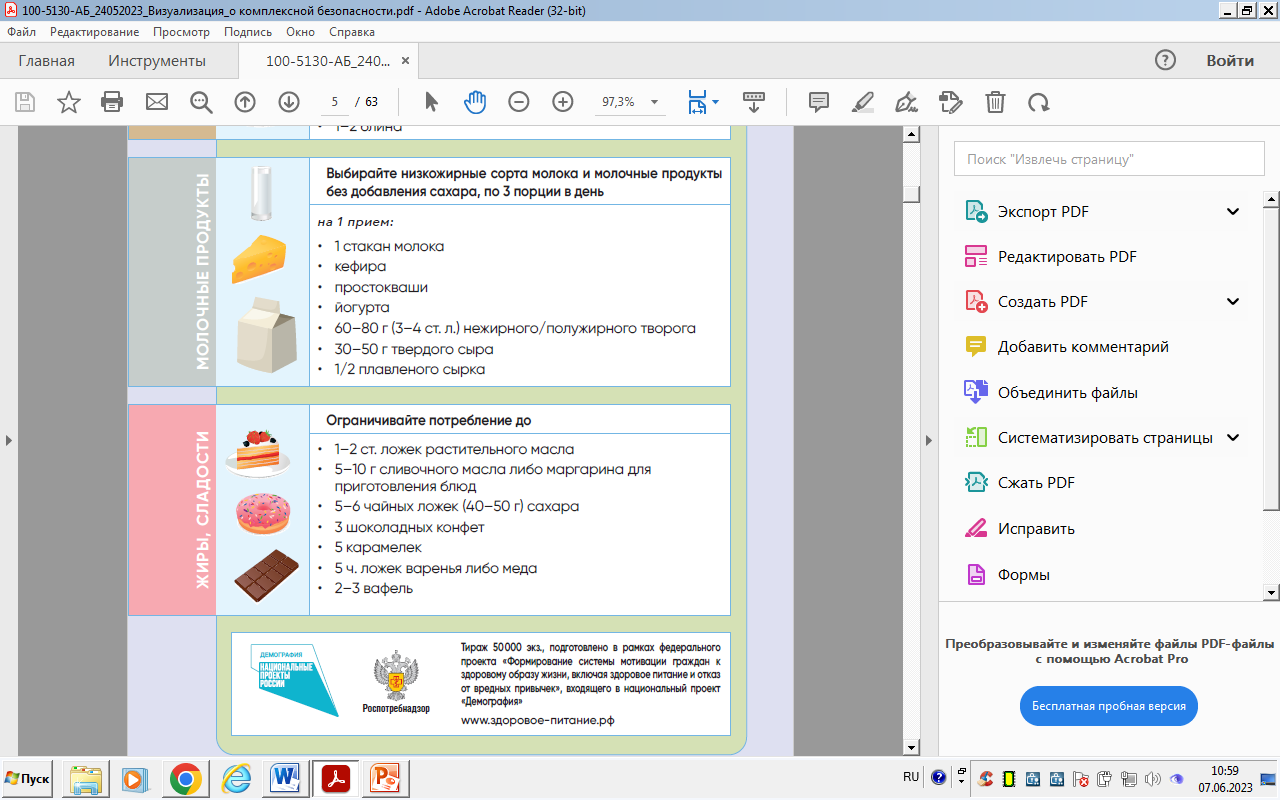 100-5130-АБ_24052023_Визуализация_о комплексной безопасности.pdf - Adobe Acrobat Reader (32-bit)
Файл Редактирование Просмотр Подпись Окно Справка
Главная Инструменты 100-5130-АБ_240... × Войти
5 / 63 97,3%
• 1–2 блина
МОЛОЧНЫЕ ПРОДУКТЫ
Выбирайте низкожирные сорта молока и молочные продукты
без добавления сахара, по 3 порции в день
на 1 прием:
• 1 стакан молока
• кефира
• простокваши
• йогурта
• 60–80 г (3–4 ст. л.) нежирного/полужирного творога
• 30–50 г твердого сыра
• 1/2 плавленого сырка
ЖИРЫ, СЛАДОСТИ
Ограничивайте потребление до
• 1–2 ст. ложек растительного масла
• 5–10 г сливочного масла либо маргарина для
приготовления блюд
• 5–6 чайных ложек (40–50 г) сахара
• 3 шоколадных конфет
• 5 карамелек
• 5 ч. ложек варенья либо меда
• 2–3 вафель
ДЕМОГРАФИЯ
НАЦИОНАЛЬНЫЕ
ПРОЕКТЫ
РОССИИ
Роспотребнадзор
Тираж 50000 экз., подготовлено в рамках федерального
проекта «Формирование системы мотивации граждан к
здоровому образу жизни, включая здоровое питание и отказ
от вредных привычек», входящего в национальный проект
«Демография»
www.здоровое-питание.рф
Поиск "Извлечь страницу"
Экспорт PDF
Редактировать PDF
Создать PDF
Добавить комментарий
Объединить файлы
Систематизировать страницы
Сжать PDF
Исправить
Формы
Преобразовывайте и изменяйте файлы PDF-файлы
с помощью Acrobat Pro
Бесплатная пробная версия
Пуск
RU
10:59
07.06.2023